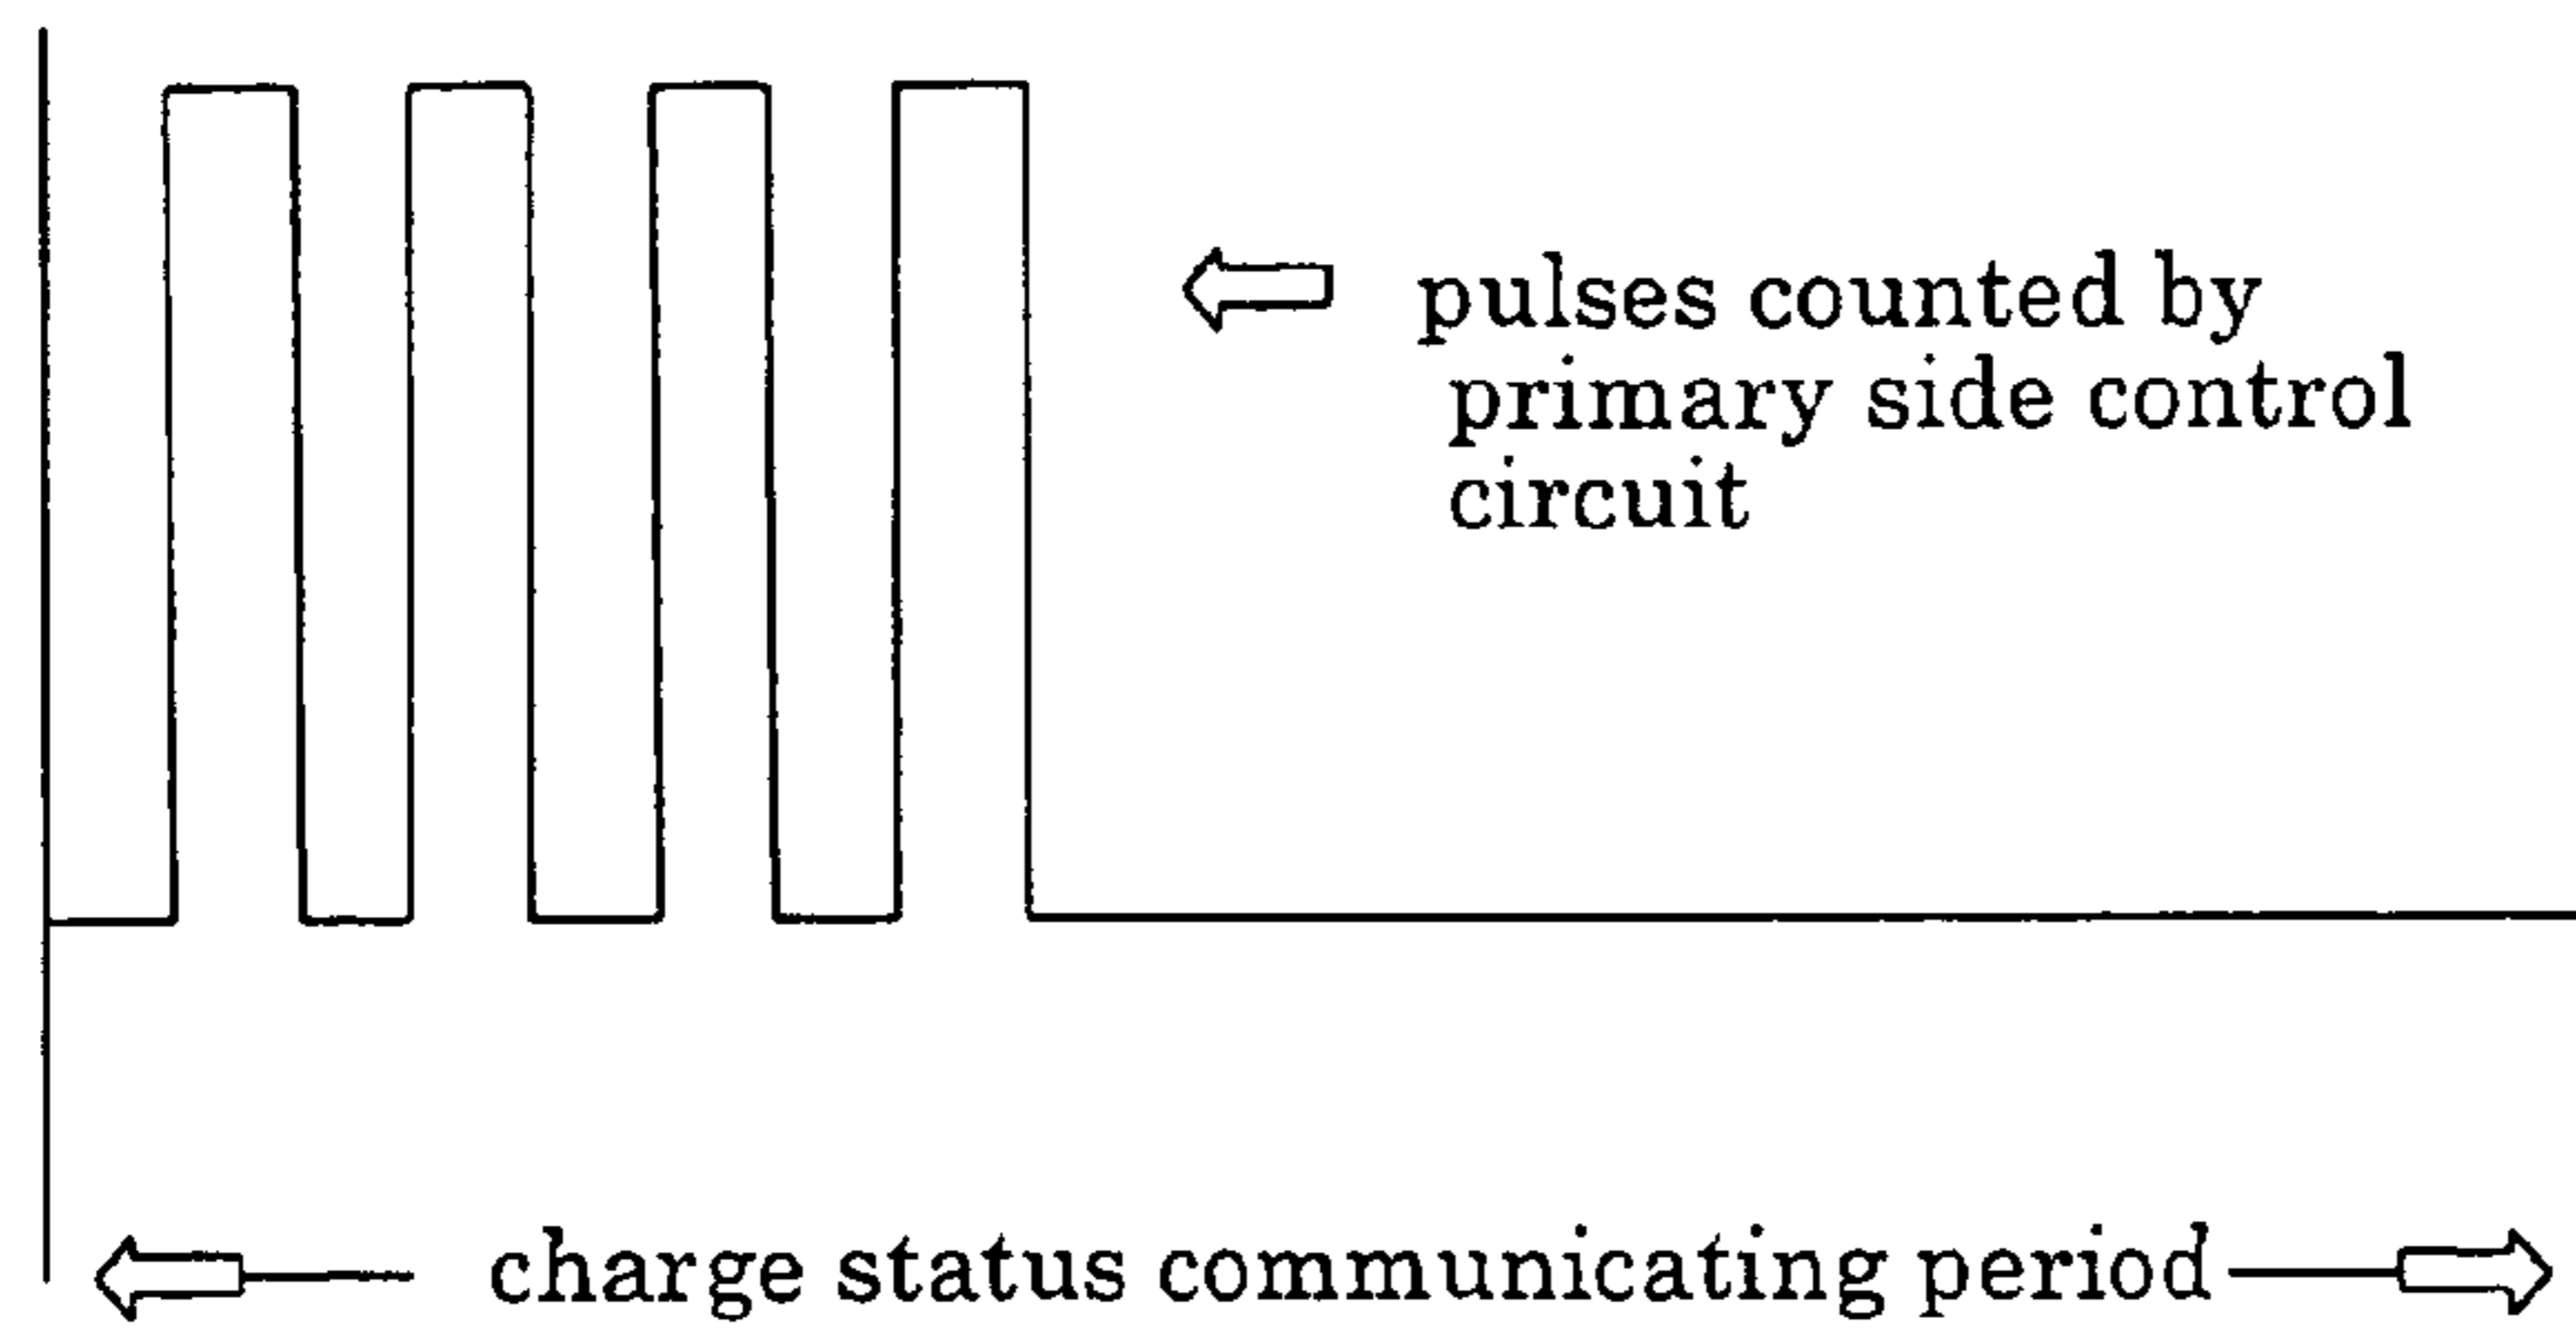 pulses counted by
primary side control
circuit
charge status communicating period